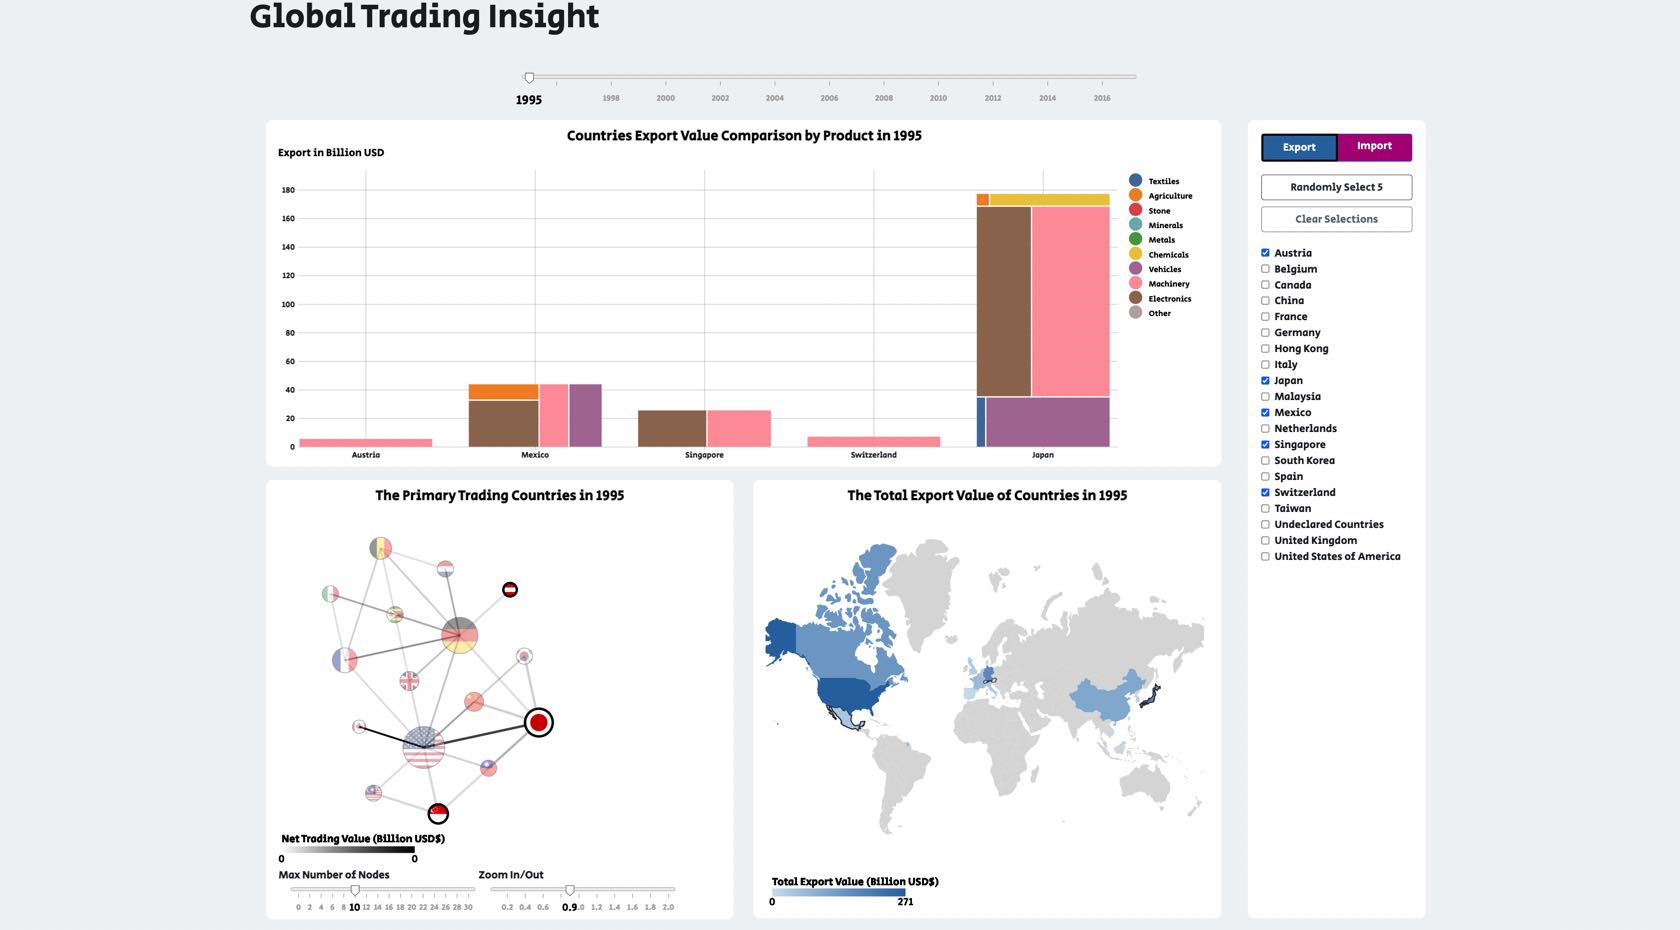 Global Trading Insight
1995 1998 2000 2002 2004 2006 2008 2010 2012 2014 2016
Countries Export Value Comparison by Product in 1995
Export in Billion USD
180
160
140
120
100
80
60
40
20
0
Austria Mexico Singapore Switzerland Japan
Textiles
Agriculture
Stone
Minerals
Metals
Chemicals
Vehicles
Machinery
Electronics
Other
Export Import
Randomly Select 5
Clear Selections
Austria
Belgium
Canada
China
France
Germany
Hong Kong
Italy
Japan
Malaysia
Mexico
Netherlands
Singapore
South Korea
Spain
Switzerland
Taiwan
Undeclared Countries
United Kingdom
United States of America
The Primary Trading Countries in 1995
Net Trading Value (Billion USD$)
0 0
Max Number of Nodes
0 2 4 6 8 10 12 14 16 18 20 22 24 26 28 30
Zoom In/Out
0.2 0.4 0.6 0.9 1.2 1.4 1.6 1.8 2.0
The Total Export Value of Countries in 1995
Total Export Value (Billion USD$)
0 271